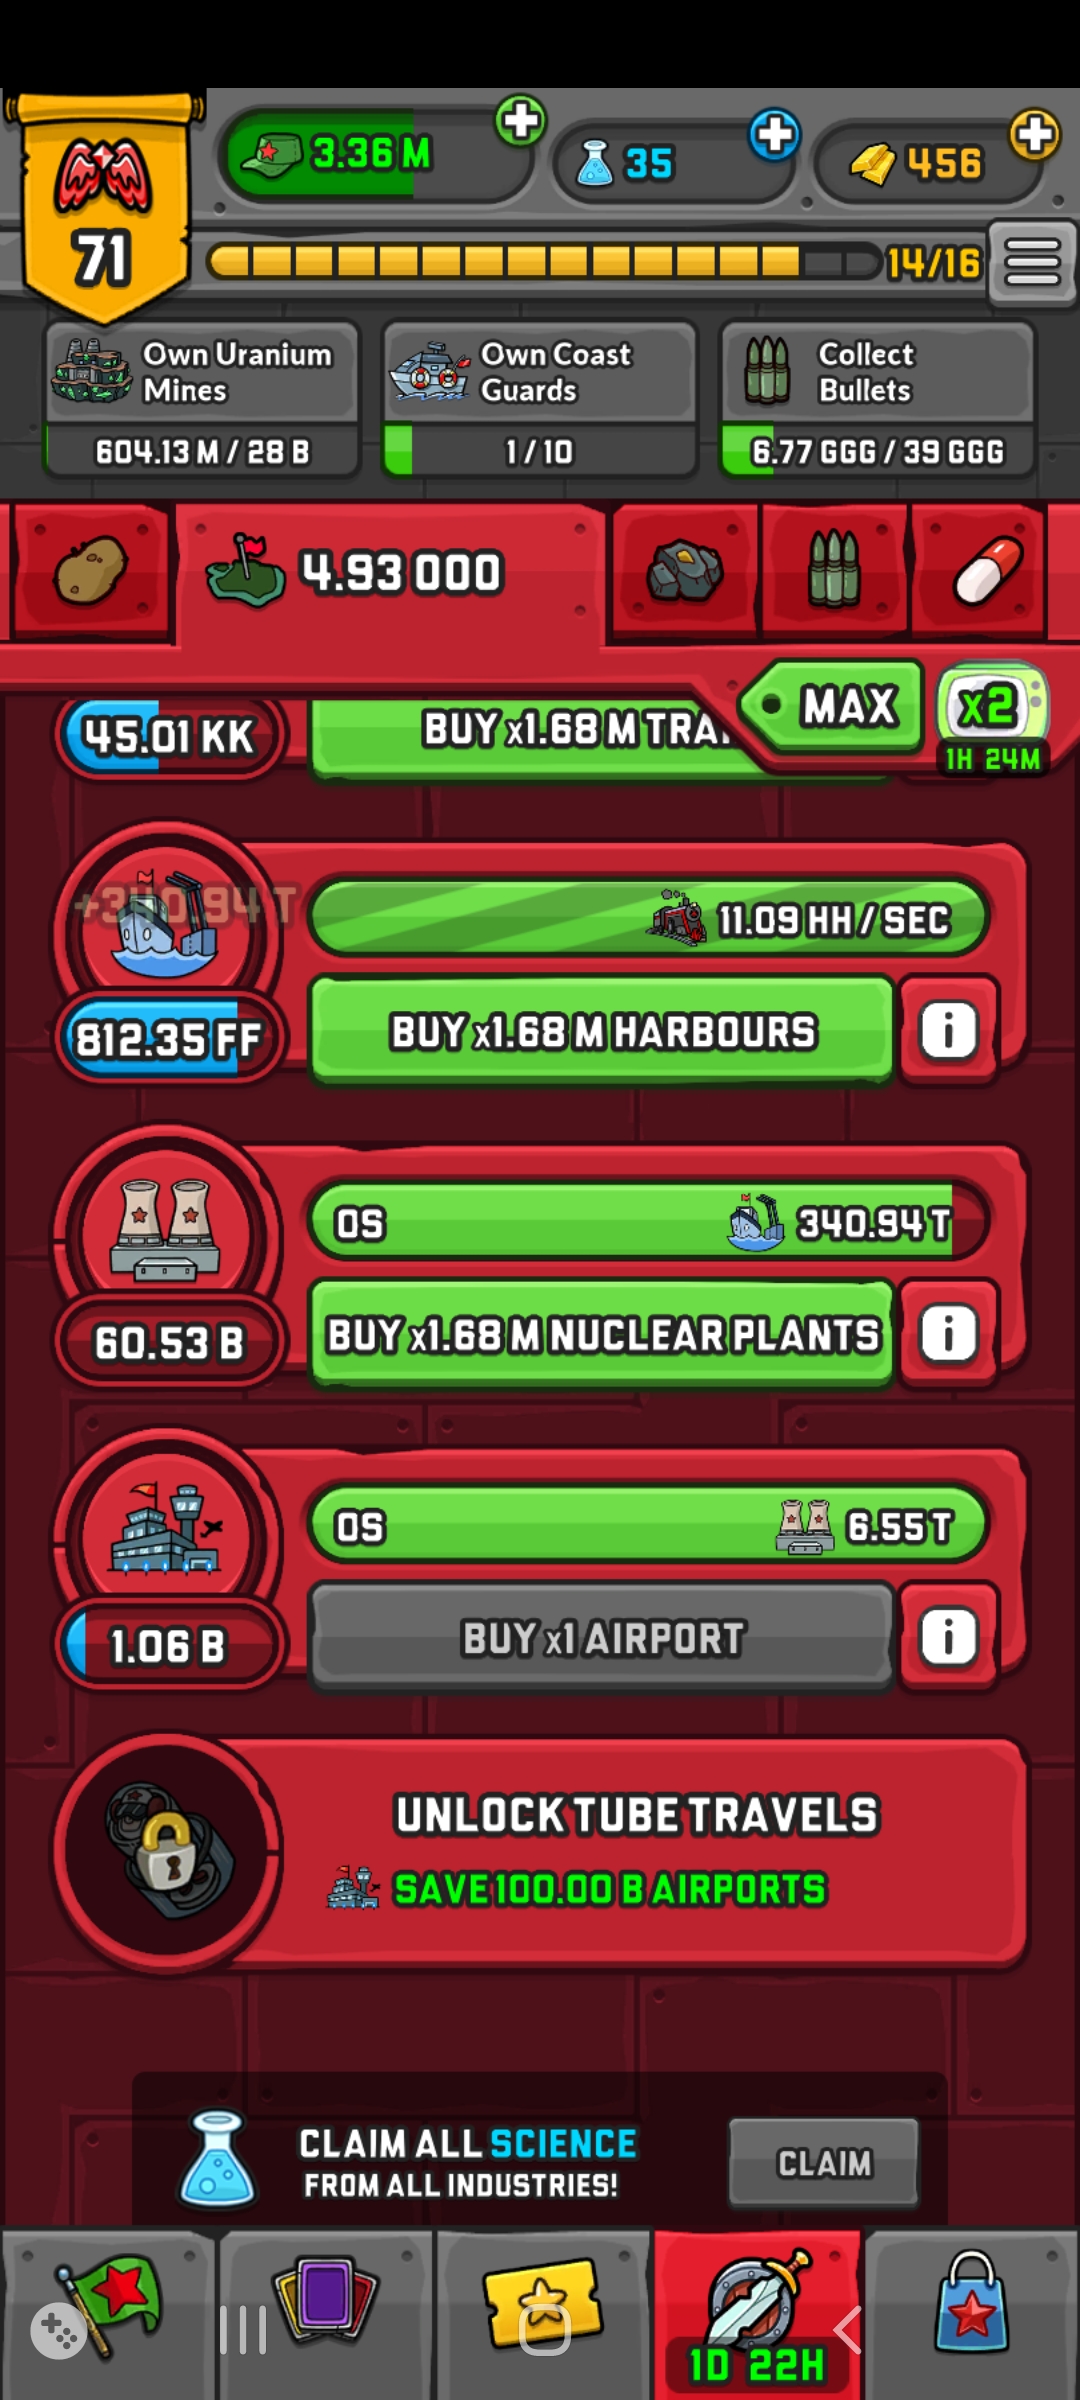 3.36 M
35
456
71
14/16
Own Uranium
Mines
604.13 M / 28 B
Own Coast
Guards
1 / 10
Collect
Bullets
6.77 GGG / 39 GGG
4.93 000
MAX
x2
1H 24M
45.01 KK
BUY x1.68 M
+340.94 T
11.09 HH / SEC
812.35 FF
BUY x1.68 M HARBOURS
0S
340.94 T
60.53 B
BUY x1.68 M NUCLEAR PLANTS
0S
6.55 T
1.06 B
BUY x1 AIRPORT
UNLOCK TUBE TRAVELS
SAVE 100.00 B AIRPORTS
CLAIM ALL SCIENCE
FROM ALL INDUSTRIES!
CLAIM
1D 22H